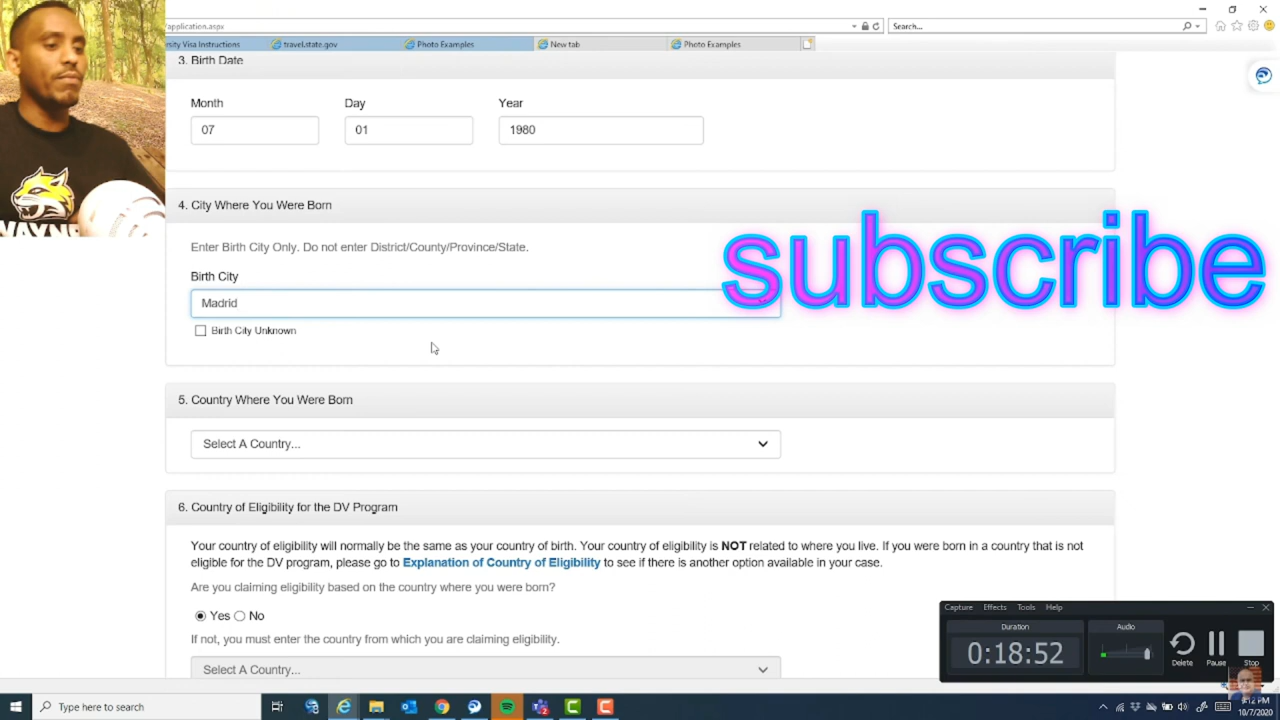 application.aspx
Search...
rsity Visa Instructions
travel.state.gov
Photo Examples
New tab
Photo Examples
3. Birth Date
Month
Day
Year
07
01
1980
4. City Where You Were Born
Enter Birth City Only. Do not enter District/County/Province/State.
Birth City
Madrid
Birth City Unknown
subscribe
5. Country Where You Were Born
Select A Country...
6. Country of Eligibility for the DV Program
Your country of eligibility will normally be the same as your country of birth. Your country of eligibility is NOT related to where you live. If you were born in a country that is not
eligible for the DV program, please go to Explanation of Country of Eligibility to see if there is another option available in your case.
Are you claiming eligibility based on the country where you were born?
Yes No
If not, you must enter the country from which you are claiming eligibility.
Select A Country...
WAYNE
Capture Effects Tools Help
Duration
Audio
0:18:52
Delete
Pause
Stop
Type here to search
9:12 PM
10/7/2020